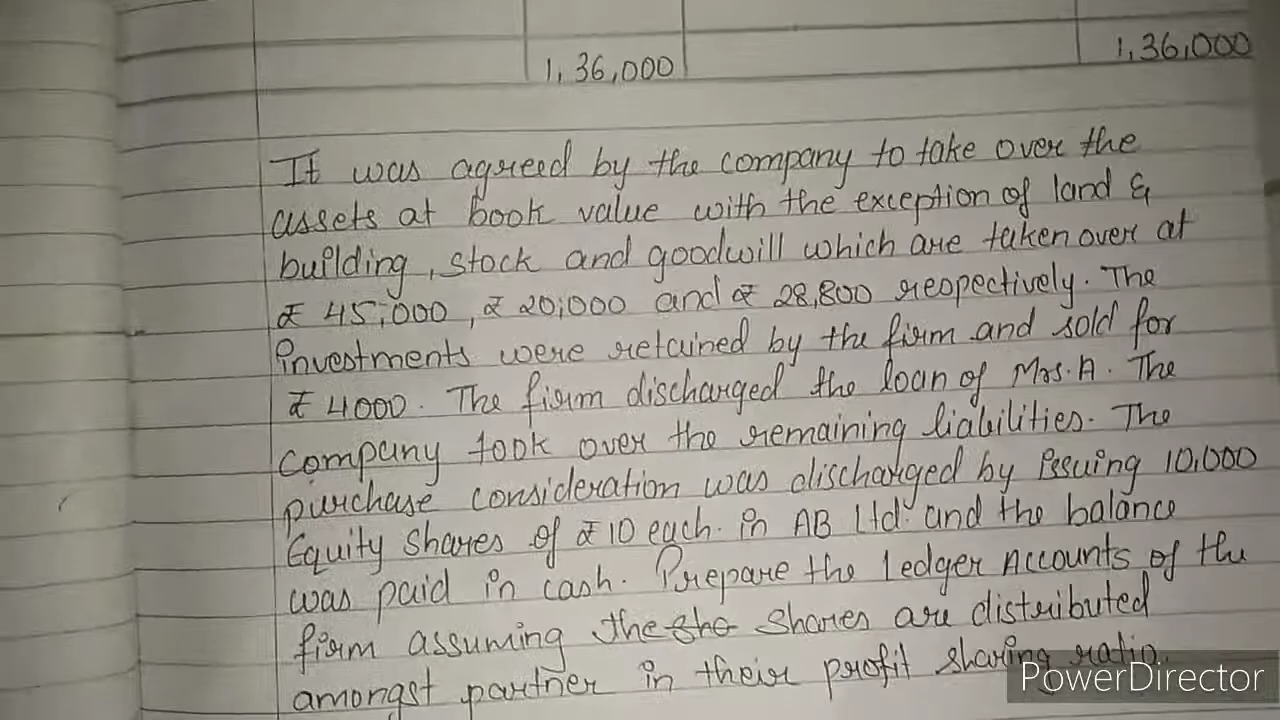 1,36,000 1,36,000
It was agreed by the company to take over the
assets at book value with the exception of land &
building, stock and goodwill which are taken over at
₹ 45,000, ₹ 20,000 and ₹ 28,800 respectively. The
investments were retained by the firm and sold for
₹ 4000. The firm discharged the loan of Mrs. A. The
company took over the remaining liabilities. The
purchase consideration was discharged by issuing 10,000
Equity shares of ₹ 10 each in AB Ltd. and the balance
was paid in cash. Prepare the ledger Accounts of the
firm assuming the sha shares are distributed
amongst partner in their profit sharing ratio.
PowerDirector